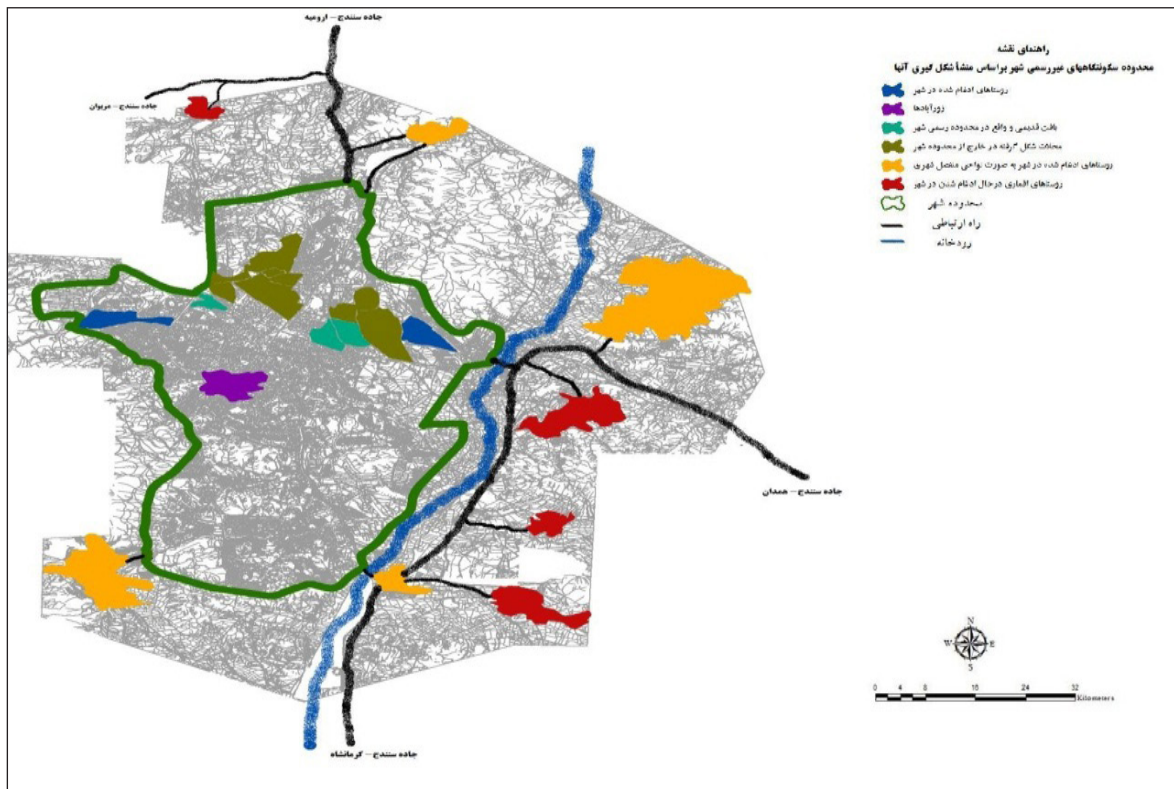 جاده سنندج - ارومیه
جاده سنندج - مریوان
راهنمای نقشه
محدوده سکونتگاههای غیررسمی شهر براساس منشأ شکل گیری آنها
روستاهای ادغام شده در شهر
زورآبادها
بافت قدیمی و واقع در محدوده رسمی شهر
محلات شکل گرفته در خارج از محدوده شهر
روستاهای ادغام شده در شهر به صورت نواحی منفصل شهری
روستاهای اقماری درحال ادغام شدن در شهر
محدوده شهر
راه ارتباطی
رودخانه
جاده سنندج - همدان
جاده سنندج - کرمانشاه
N
W E
S
0 4 8 16 24 32
Kilometers